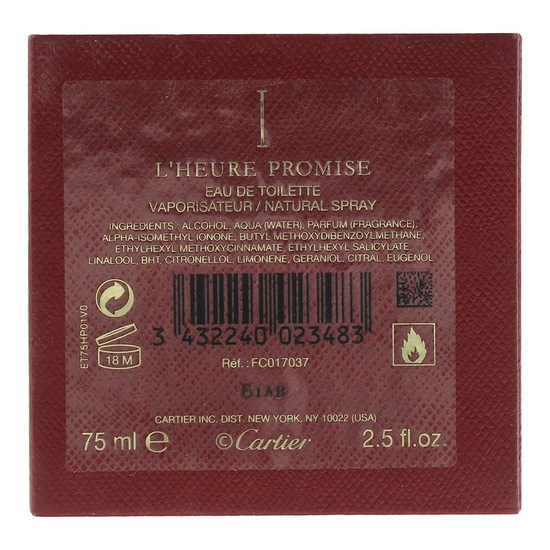 I
L'HEURE PROMISE
EAU DE TOILETTE
VAPORISATEUR / NATURAL SPRAY
INGREDIENTS - ALCOHOL, AQUA (WATER), PARFUM (FRAGRANCE),
ALPHA-ISOMETHYL IONONE, BUTYL METHOXYDIBENZOYLMETHANE,
ETHYLHEXYL METHOXYCINNAMATE, ETHYLHEXYL SALICYLATE,
LINALOOL, BHT, CITRONELLOL, LIMONENE, GERANIOL, CITRAL, EUGENOL
ET75HP01V0
18 M
3 432240 023483
Réf. : FC017037
61AB
CARTIER INC. DIST. NEW YORK, NY 10022 (USA)
75 ml e ©Cartier 2.5 fl.oz.